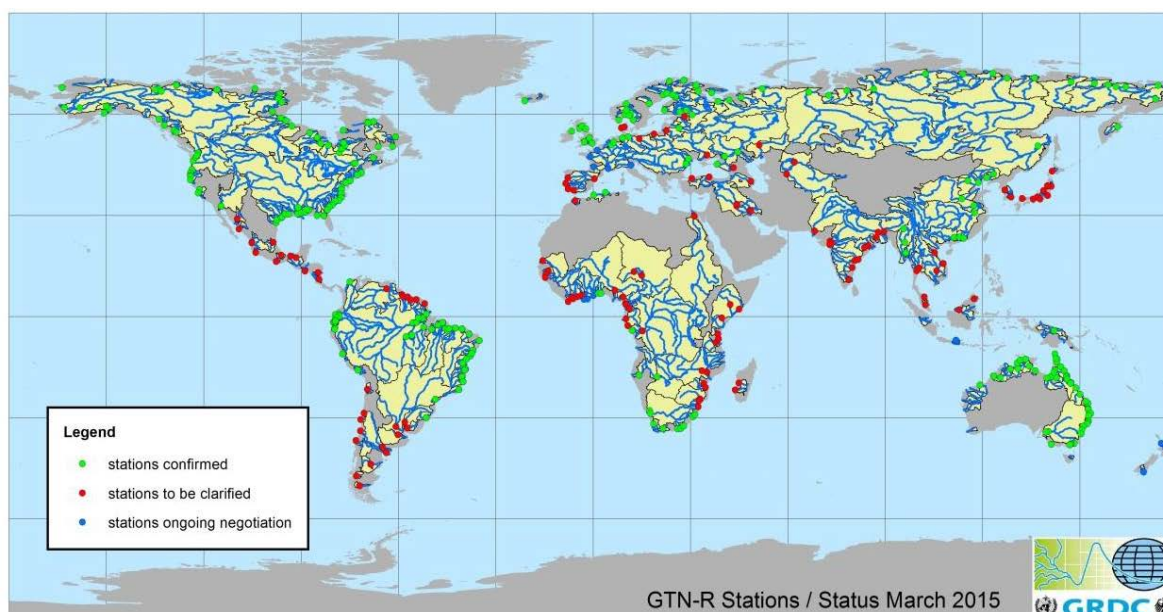 Legend
stations confirmed
stations to be clarified
stations ongoing negotiation
GTN-R Stations / Status March 2015
GRDC